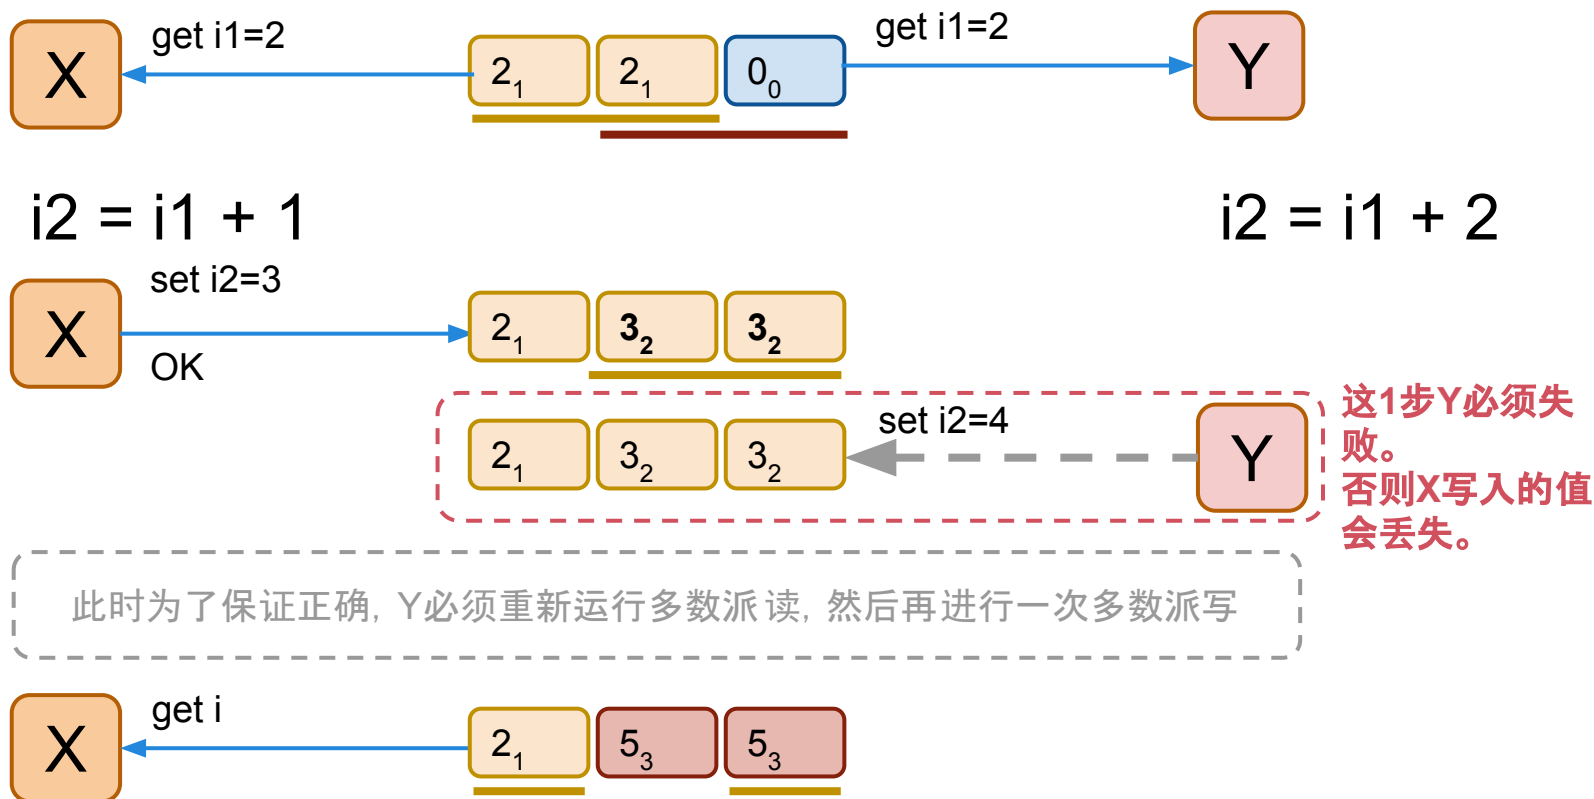 X
get i1=2
2₁ 2₁ 0₀
get i1=2
Y
i2 = i1 + 1
i2 = i1 + 2
X
set i2=3
OK
2₁ 3₂ 3₂
2₁ 3₂ 3₂
set i2=4
Y
这1步Y必须失
败。
否则X写入的值
会丢失。
此时为了保证正确, Y必须重新运行多数派读, 然后再进行一次多数派写
X
get i
2₁ 5₃ 5₃